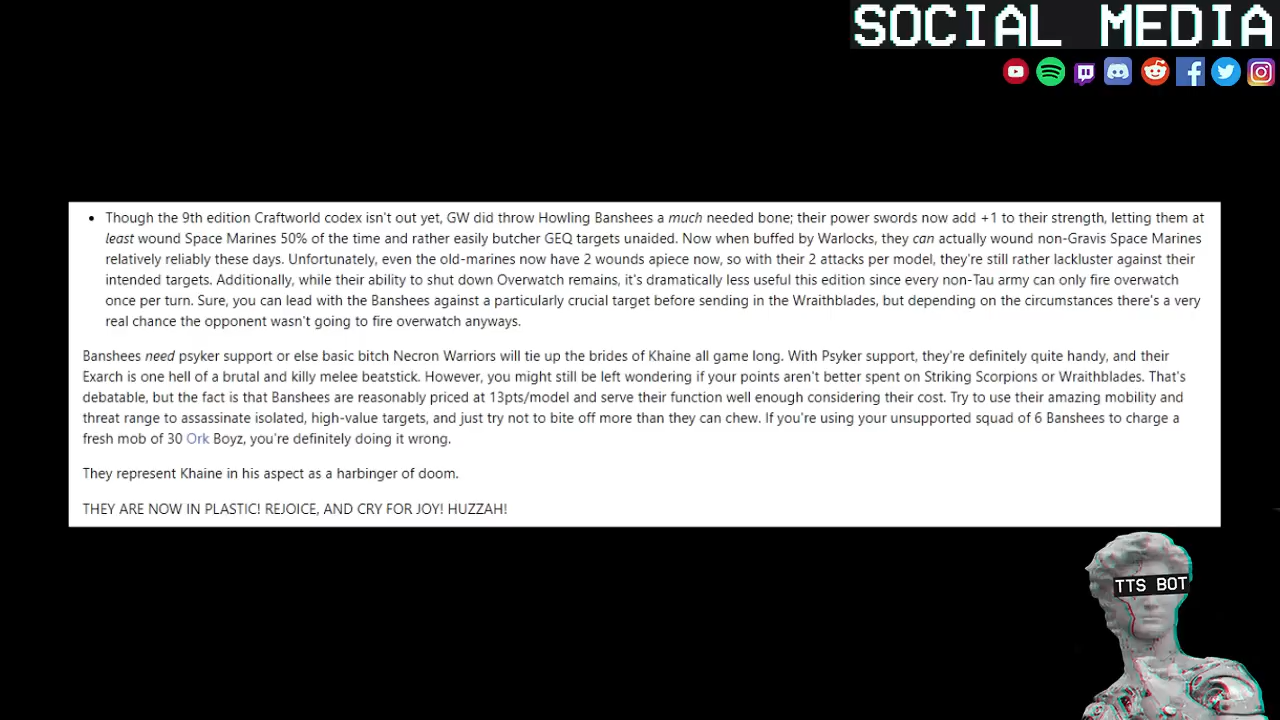 SOCIAL MEDIA
• Though the 9th edition Craftworld codex isn't out yet, GW did throw Howling Banshees a much needed bone; their power swords now add +1 to their strength, letting them at
least wound Space Marines 50% of the time and rather easily butcher GEQ targets unaided. Now when buffed by Warlocks, they can actually wound non-Gravis Space Marines
relatively reliably these days. Unfortunately, even the old-marines now have 2 wounds apiece now, so with their 2 attacks per model, they're still rather lackluster against their
intended targets. Additionally, while their ability to shut down Overwatch remains, it's dramatically less useful this edition since every non-Tau army can only fire overwatch
once per turn. Sure, you can lead with the Banshees against a particularly crucial target before sending in the Wraithblades, but depending on the circumstances there's a very
real chance the opponent wasn't going to fire overwatch anyways.
Banshees need psyker support or else basic bitch Necron Warriors will tie up the brides of Khaine all game long. With Psyker support, they're definitely quite handy, and their
Exarch is one hell of a brutal and killy melee beatstick. However, you might still be left wondering if your points aren't better spent on Striking Scorpions or Wraithblades. That's
debatable, but the fact is that Banshees are reasonably priced at 13pts/model and serve their function well enough considering their cost. Try to use their amazing mobility and
threat range to assassinate isolated, high-value targets, and just try not to bite off more than they can chew. If you're using your unsupported squad of 6 Banshees to charge a
fresh mob of 30 Ork Boyz, you're definitely doing it wrong.
They represent Khaine in his aspect as a harbinger of doom.
THEY ARE NOW IN PLASTIC! REJOICE, AND CRY FOR JOY! HUZZAH!
TTS BOT